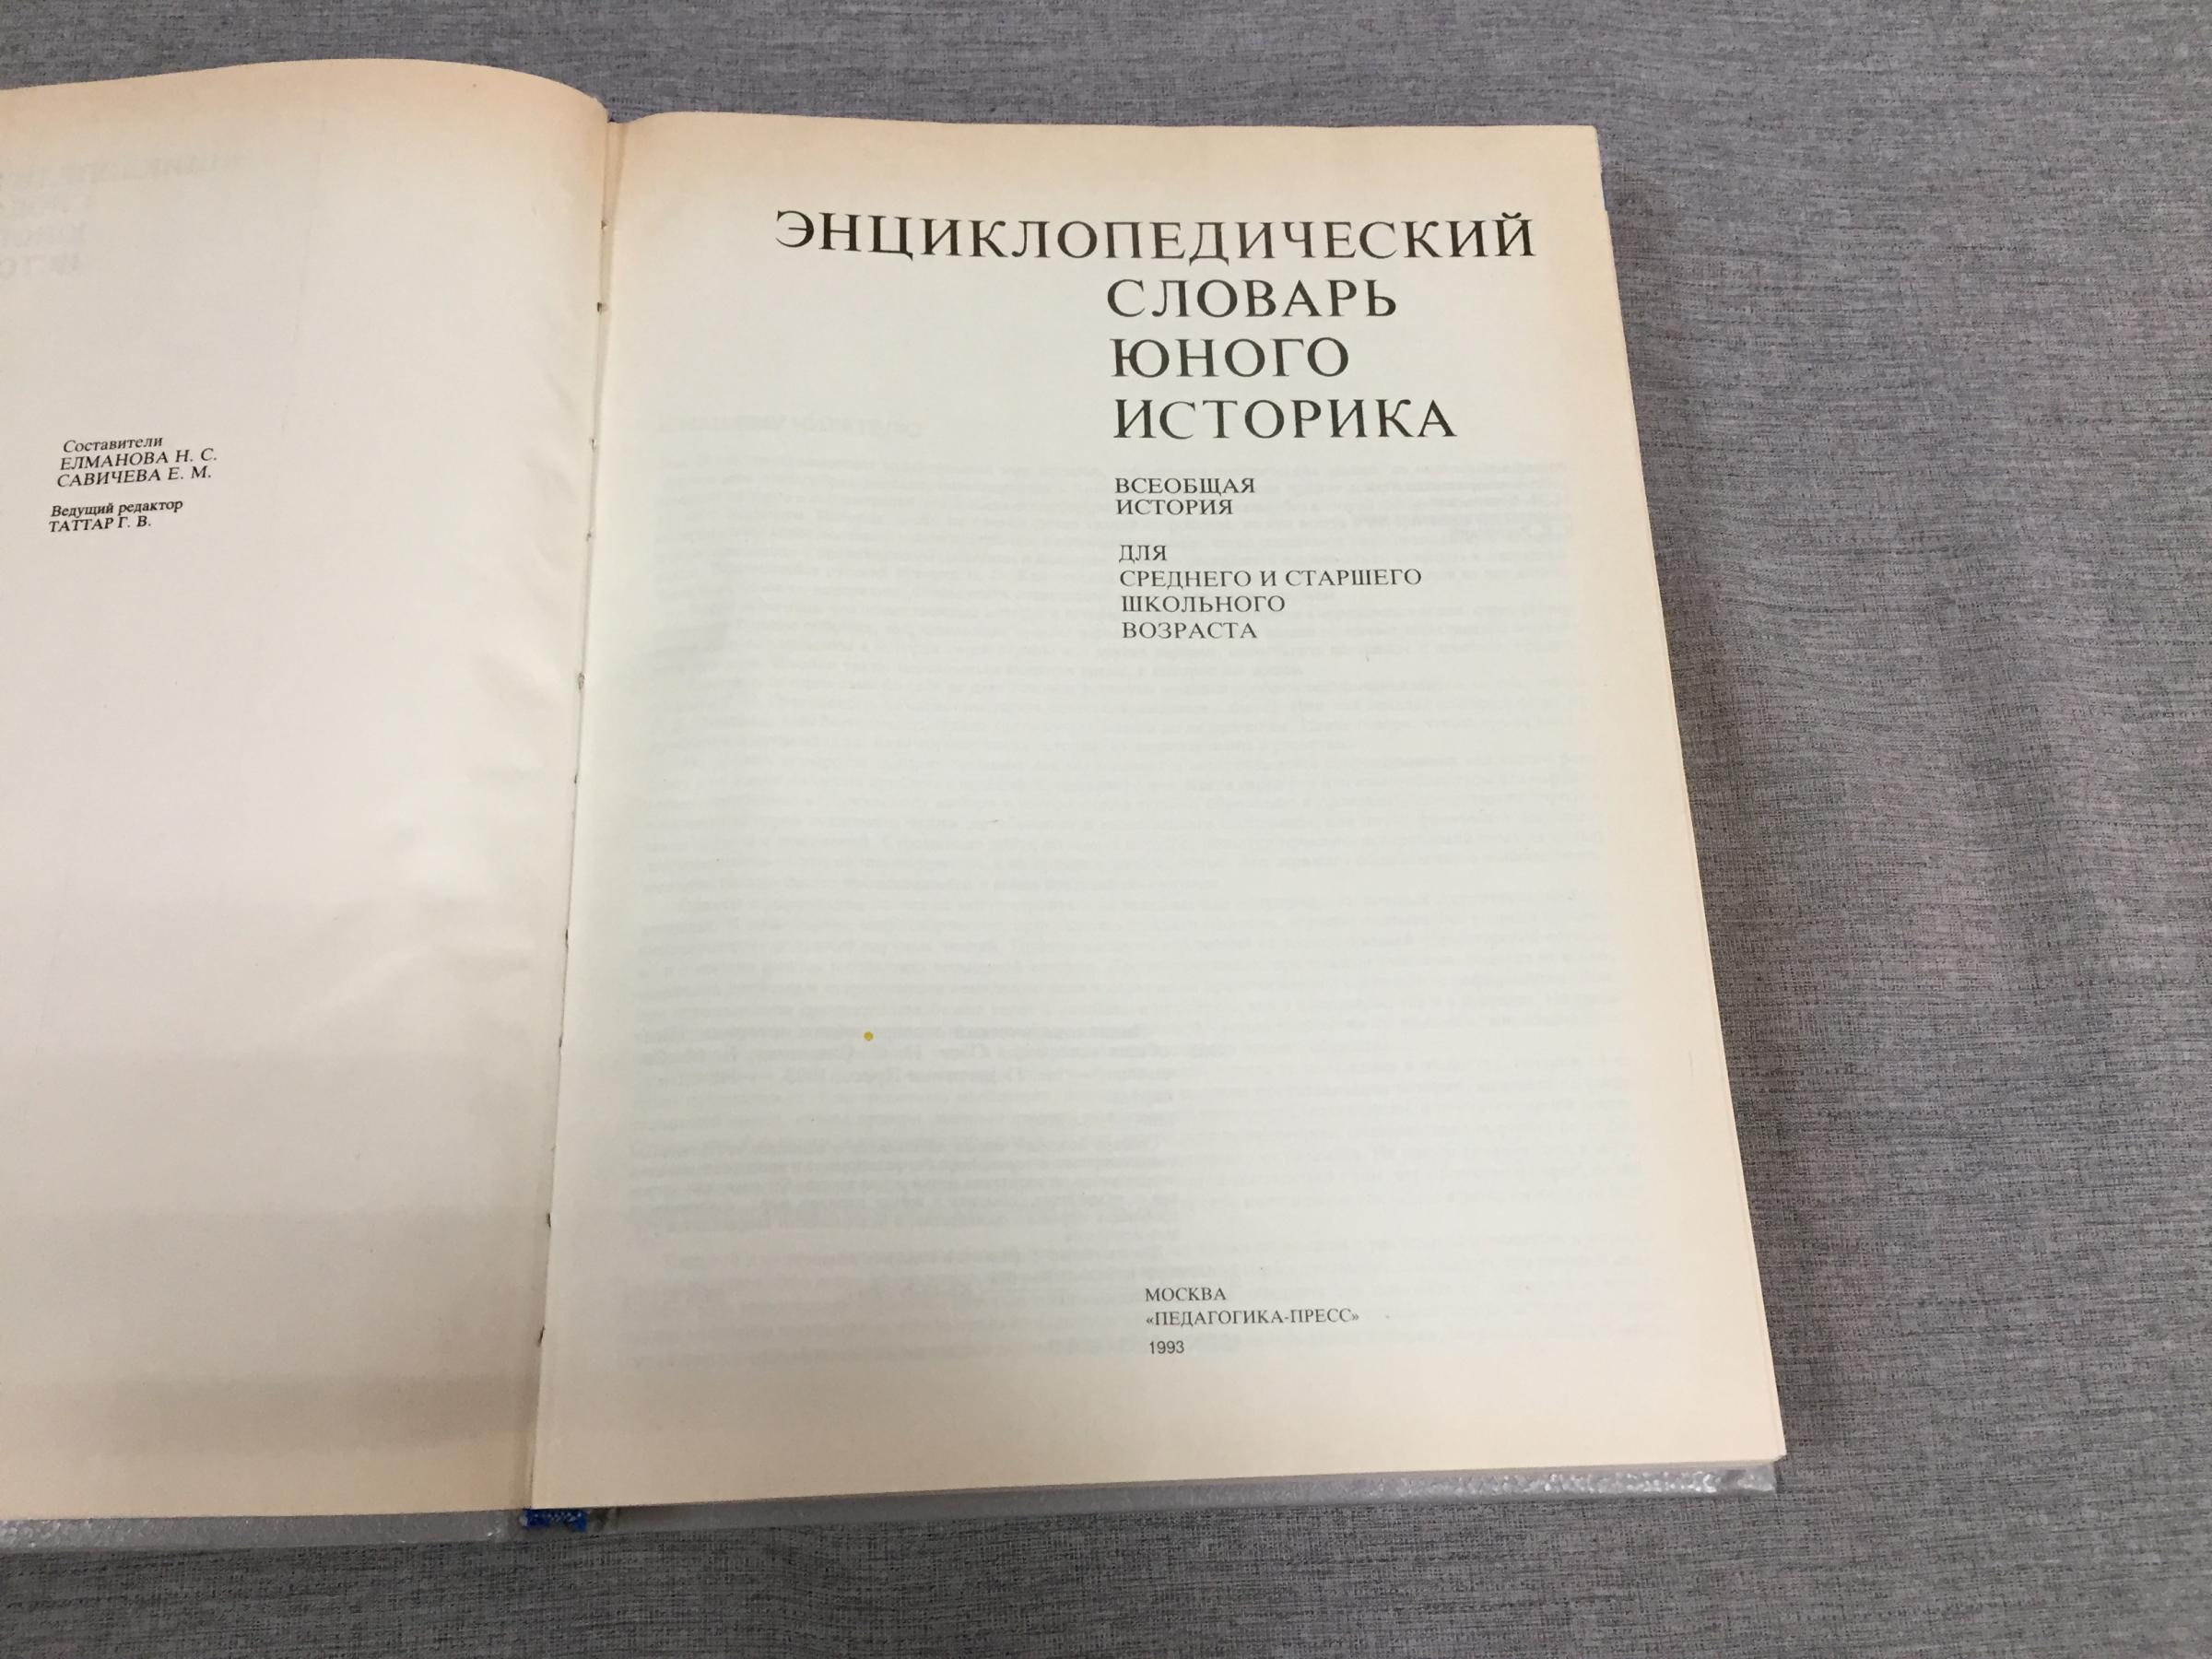 Составители
ЕЛМАНОВА Н. С.
САВИЧЕВА Е. М.
Ведущий редактор
ТАТТАР Г. В.
ЭНЦИКЛОПЕДИЧЕСКИЙ
СЛОВАРЬ
ЮНОГО
ИСТОРИКА
ВСЕОБЩАЯ
ИСТОРИЯ
ДЛЯ
СРЕДНЕГО И СТАРШЕГО
ШКОЛЬНОГО
ВОЗРАСТА
МОСКВА
«ПЕДАГОГИКА-ПРЕСС»
1993